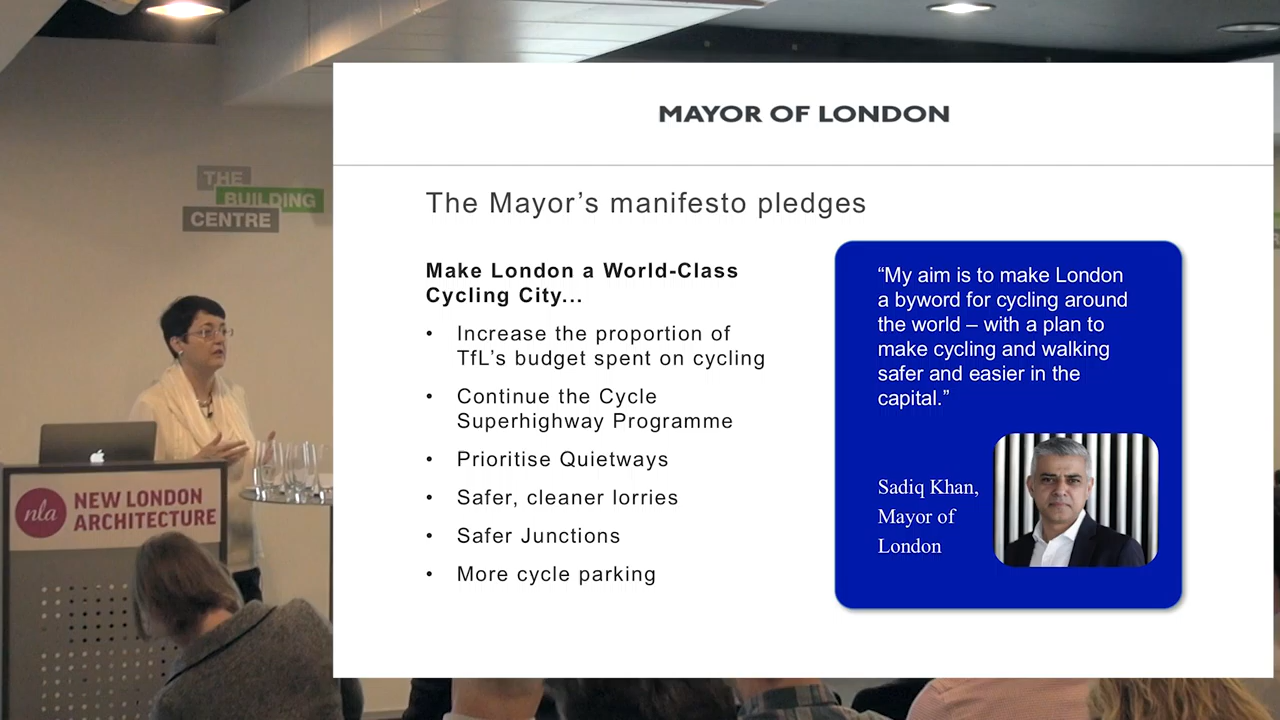 MAYOR OF LONDON
The Mayor’s manifesto pledges
Make London a World-Class
Cycling City...
• Increase the proportion of
TfL’s budget spent on cycling
• Continue the Cycle
Superhighway Programme
• Prioritise Quietways
• Safer, cleaner lorries
• Safer Junctions
• More cycle parking
“My aim is to make London
a byword for cycling around
the world – with a plan to
make cycling and walking
safer and easier in the
capital.”
Sadiq Khan,
Mayor of
London
THE
BUILDING
CENTRE
nla
NEW LONDON
ARCHITECTURE